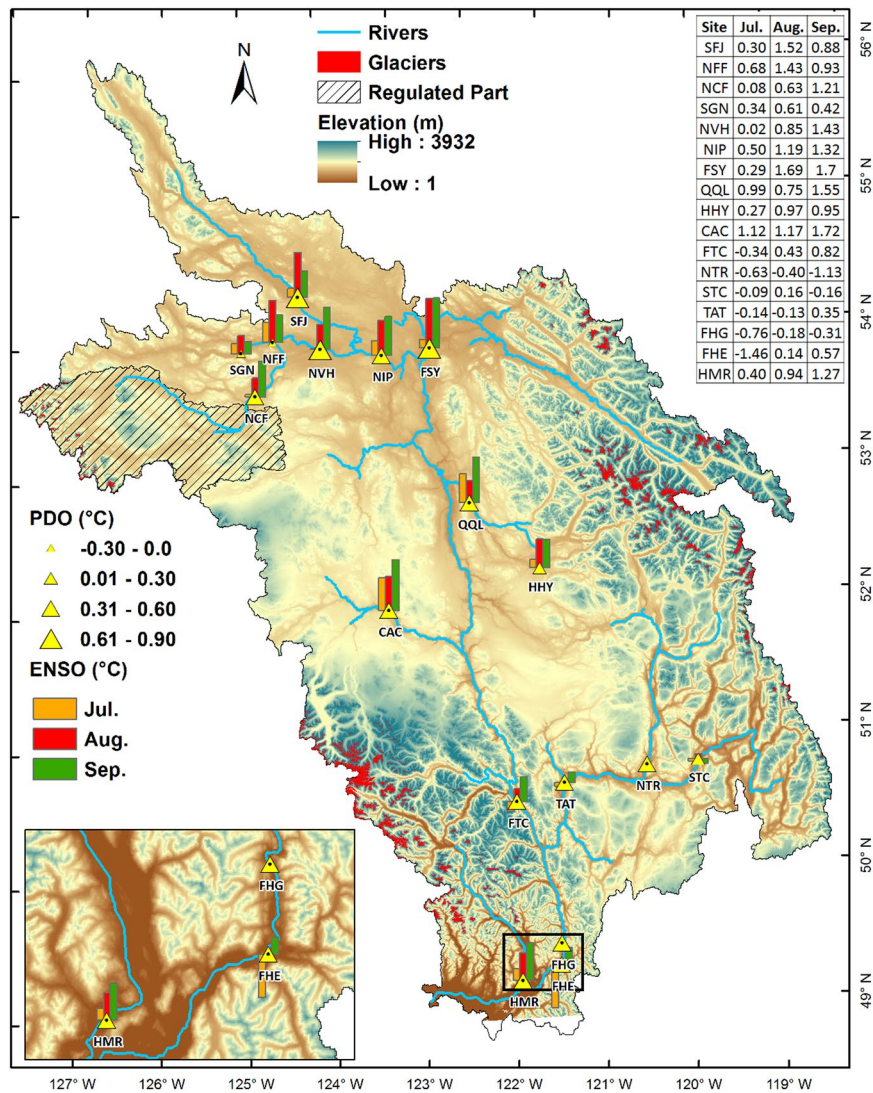 Rivers
Glaciers
Regulated Part
Elevation (m)
High : 3932
Low : 1
N
Site Jul. Aug. Sep.
SFJ 0.30 1.52 0.88
NFF 0.68 1.43 0.93
NCF 0.08 0.63 1.21
SGN 0.34 0.61 0.42
NVH 0.02 0.85 1.43
NIP 0.50 1.19 1.32
FSY 0.29 1.69 1.7
QQL 0.99 0.75 1.55
HHY 0.27 0.97 0.95
CAC 1.12 1.17 1.72
FTC -0.34 0.43 0.82
NTR -0.63 -0.40 -1.13
STC -0.09 0.16 -0.16
TAT -0.14 -0.13 0.35
FHG -0.76 -0.18 -0.31
FHE -1.46 0.14 0.57
HMR 0.40 0.94 1.27
56° N
55° N
54° N
53° N
52° N
51° N
50° N
49° N
SFJ
NFF
SGN
NVH
NIP
FSY
NCF
QQL
HHY
CAC
NTR
STC
TAT
FTC
FHG
FHE
HMR
PDO (°C)
-0.30 - 0.0
0.01 - 0.30
0.31 - 0.60
0.61 - 0.90
ENSO (°C)
Jul.
Aug.
Sep.
FHG
FHE
HMR
127° W 126° W 125° W 124° W 123° W 122° W 121° W 120° W 119° W